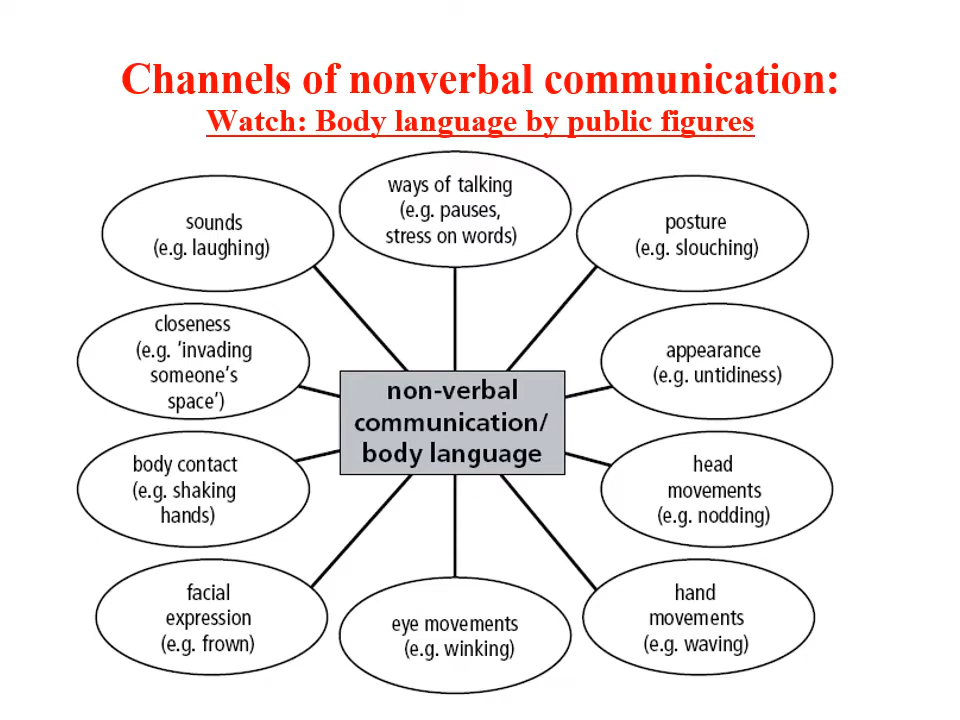 Channels of nonverbal communication:
Watch: Body language by public figures
sounds
(e.g. laughing)
ways of talking
(e.g. pauses,
stress on words)
posture
(e.g. slouching)
closeness
(e.g. 'invading
someone's
space')
appearance
(e.g. untidiness)
non-verbal
communication/
body language
body contact
(e.g. shaking
hands)
head
movements
(e.g. nodding)
facial
expression
(e.g. frown)
eye movements
(e.g. winking)
hand
movements
(e.g. waving)